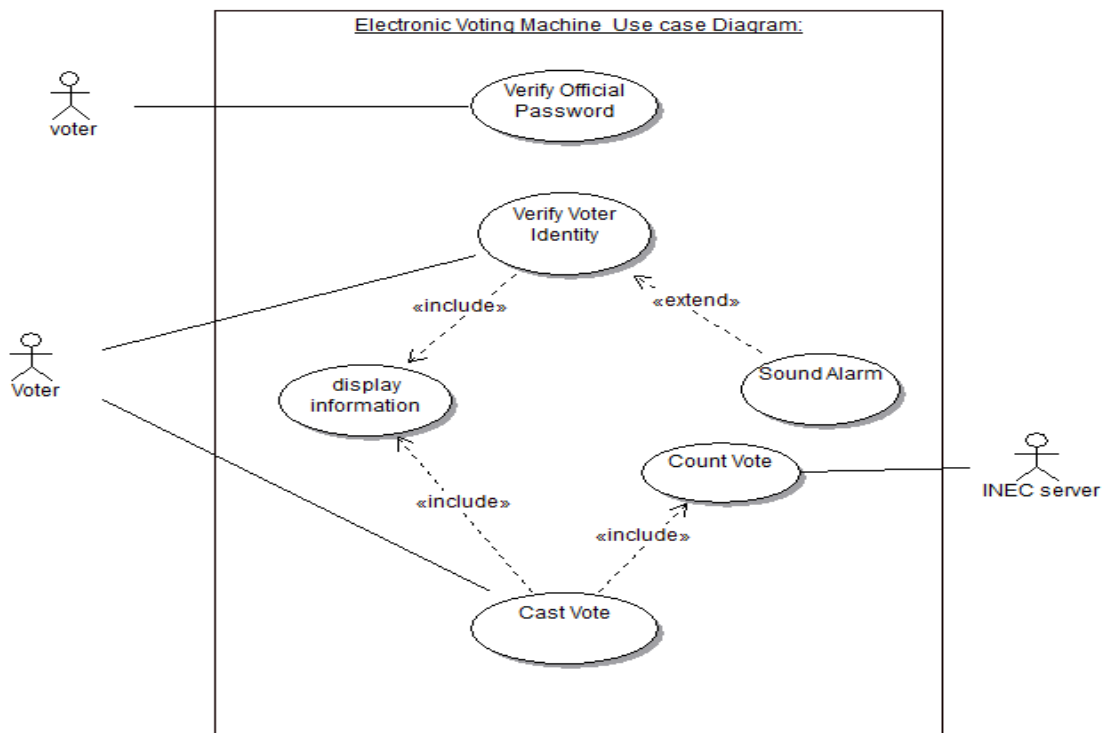 Electronic Voting Machine Use case Diagram:
Verify Official
Password
voter
Verify Voter
Identity
«include»
«extend»
Voter
display
information
Sound Alarm
Count Vote
INEC server
«include»
«include»
Cast Vote